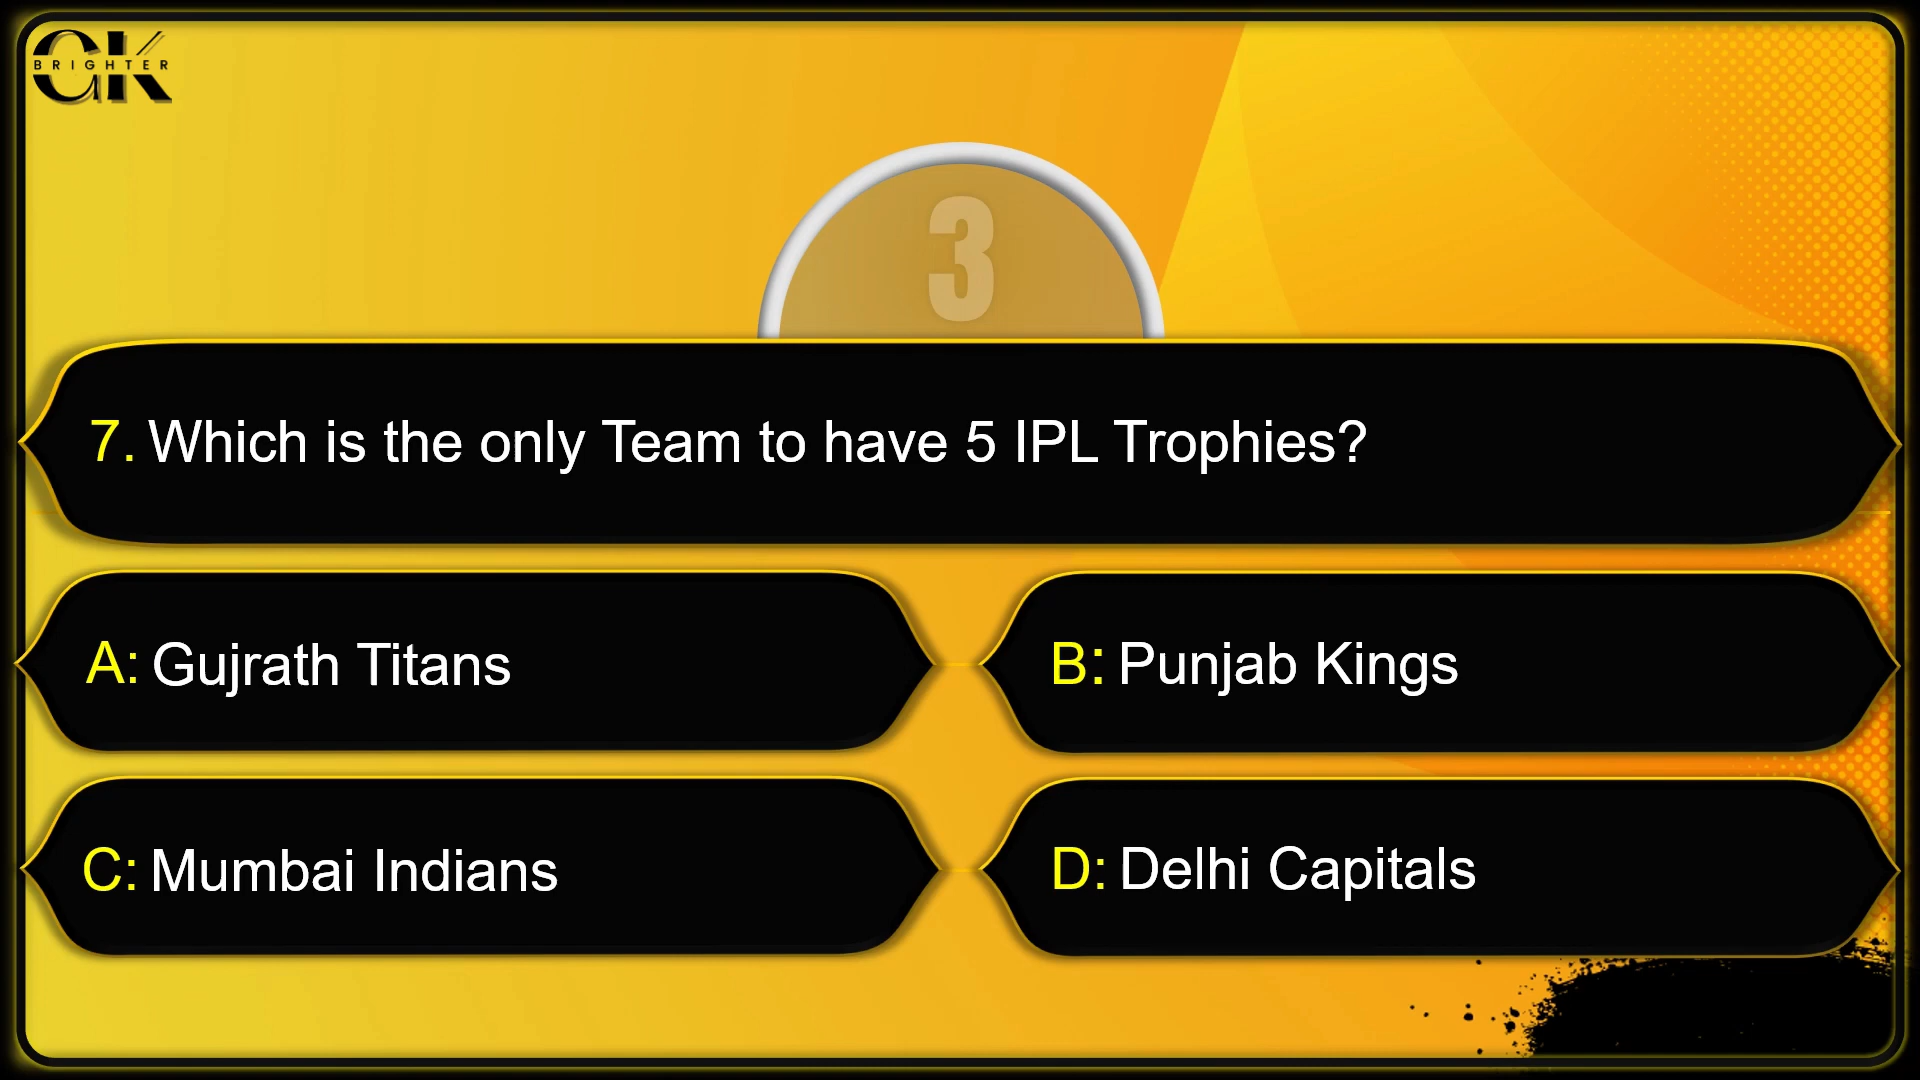 GK
BRIGHTER
3
7. Which is the only Team to have 5 IPL Trophies?
A: Gujrath Titans
B: Punjab Kings
C: Mumbai Indians
D: Delhi Capitals